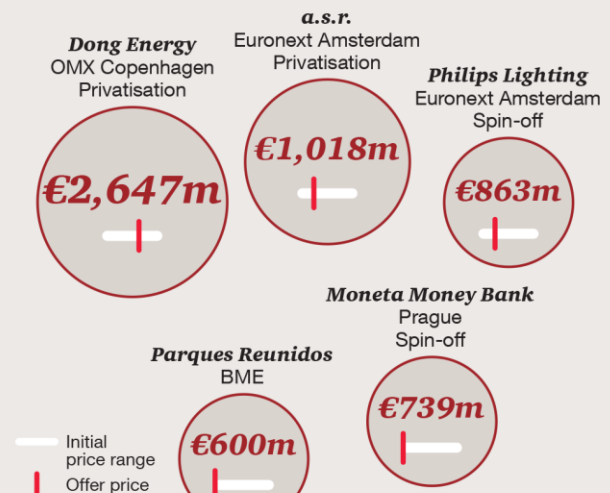 Dong Energy
OMX Copenhagen
Privatisation
€2,647m
a.s.r.
Euronext Amsterdam
Privatisation
€1,018m
Philips Lighting
Euronext Amsterdam
Spin-off
€863m
Parques Reunidos
BME
€600m
Moneta Money Bank
Prague
Spin-off
€739m
Initial
price range
Offer price